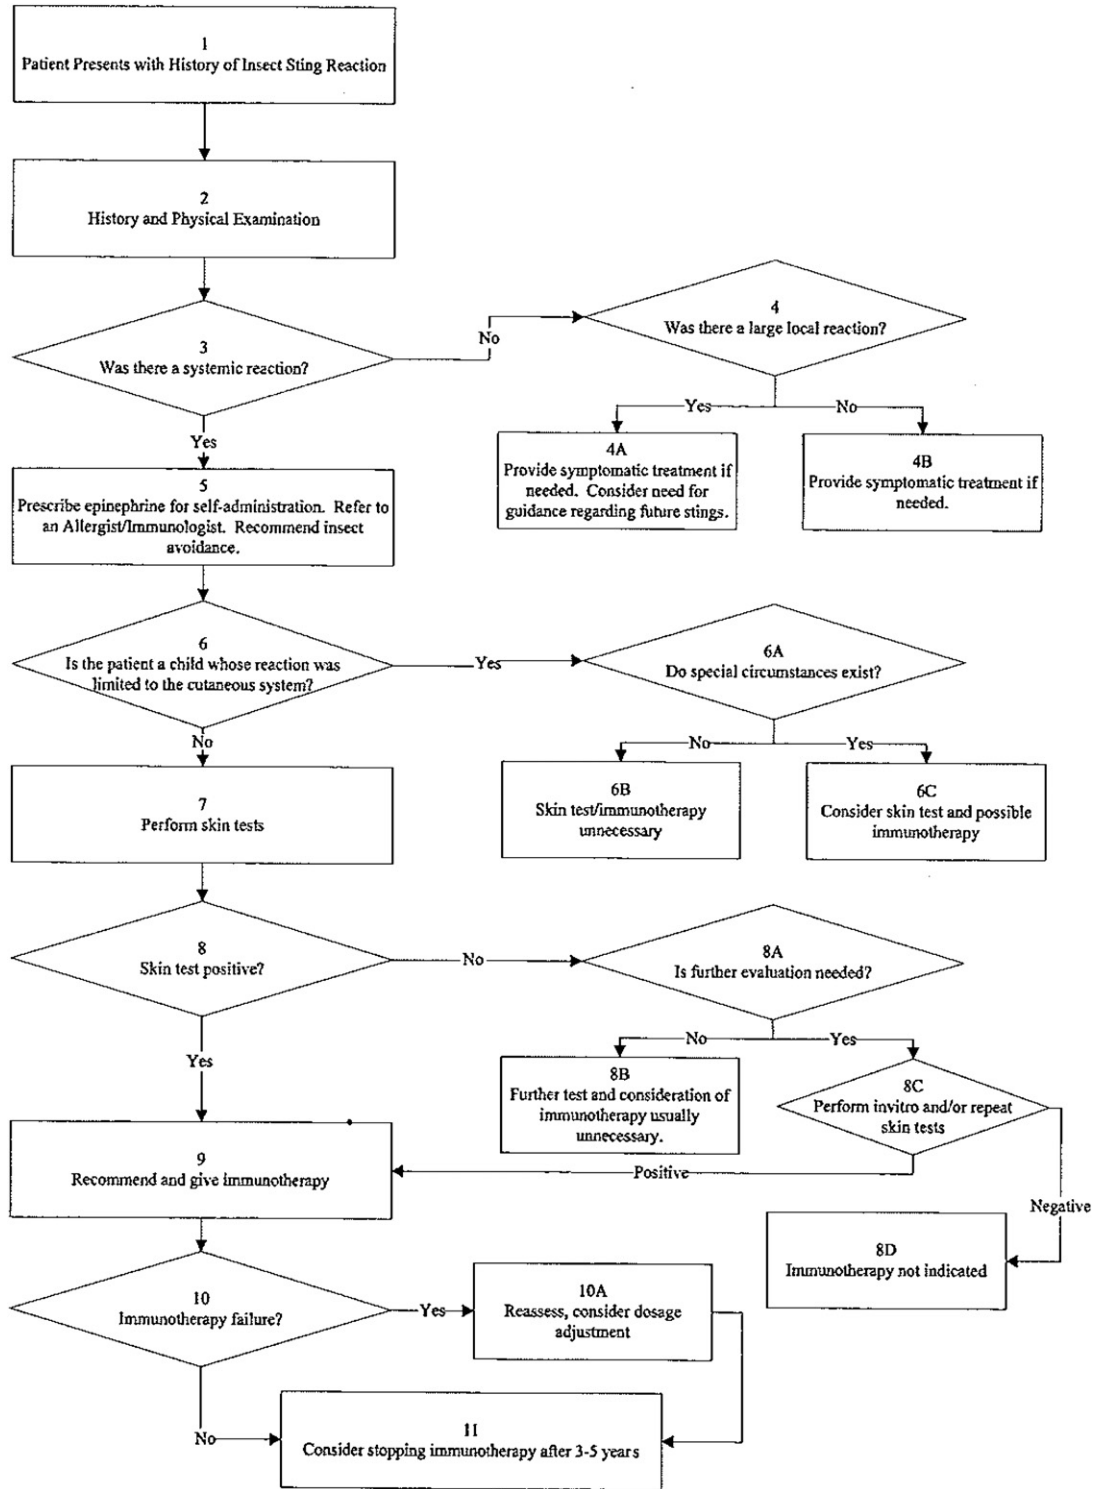 1
Patient Presents with History of Insect Sting Reaction
2
History and Physical Examination
3
Was there a systemic reaction?
No
4
Was there a large local reaction?
Yes
No
Yes
4A
Provide symptomatic treatment if
needed. Consider need for
guidance regarding future stings.
4B
Provide symptomatic treatment if
needed.
5
Prescribe epinephrine for self-administration. Refer to
an Allergist/Immunologist. Recommend insect
avoidance.
6
Is the patient a child whose reaction was
limited to the cutaneous system?
Yes
6A
Do special circumstances exist?
No
No
Yes
6B
Skin test/immunotherapy
unnecessary
6C
Consider skin test and possible
immunotherapy
7
Perform skin tests
8
Skin test positive?
No
8A
Is further evaluation needed?
Yes
No
Yes
8B
Further test and consideration of
immunotherapy usually
unnecessary.
8C
Perform invitro and/or repeat
skin tests
9
Recommend and give immunotherapy
Positive
Negative
8D
Immunotherapy not indicated
10
Immunotherapy failure?
Yes
10A
Reassess, consider dosage
adjustment
No
11
Consider stopping immunotherapy after 3-5 years